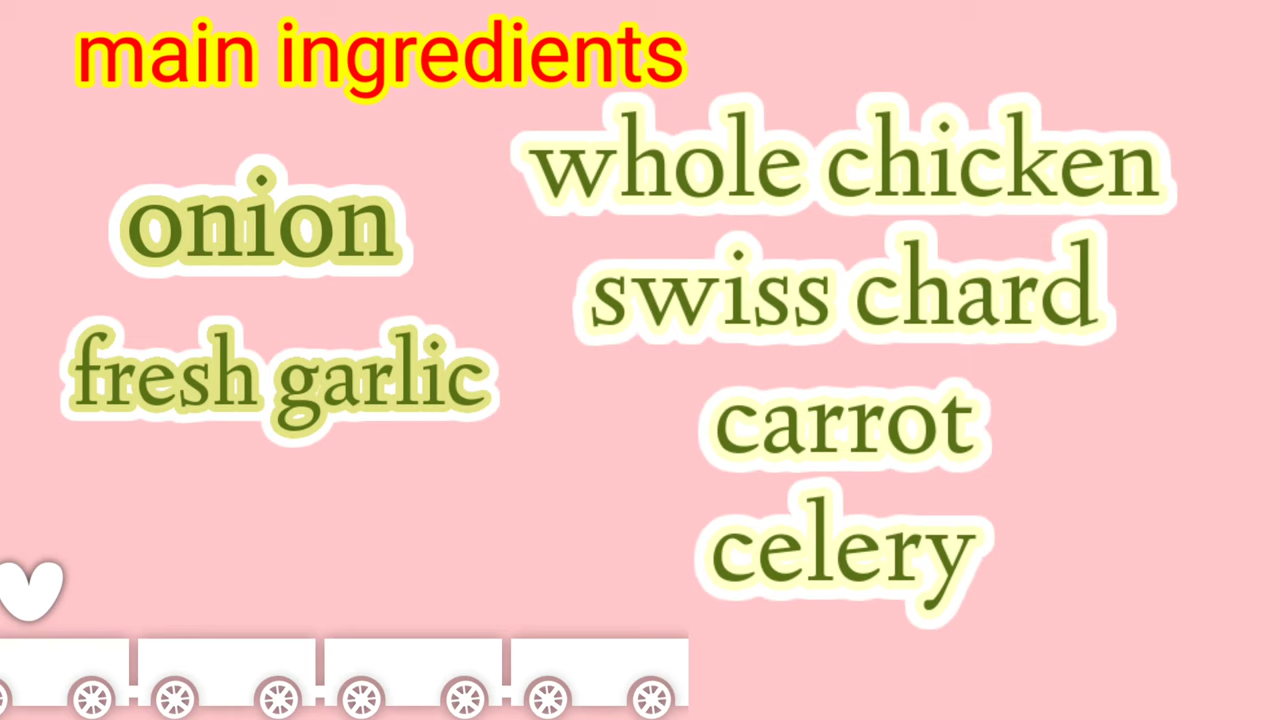 main ingredients
onion
fresh garlic
whole chicken
swiss chard
carrot
celery